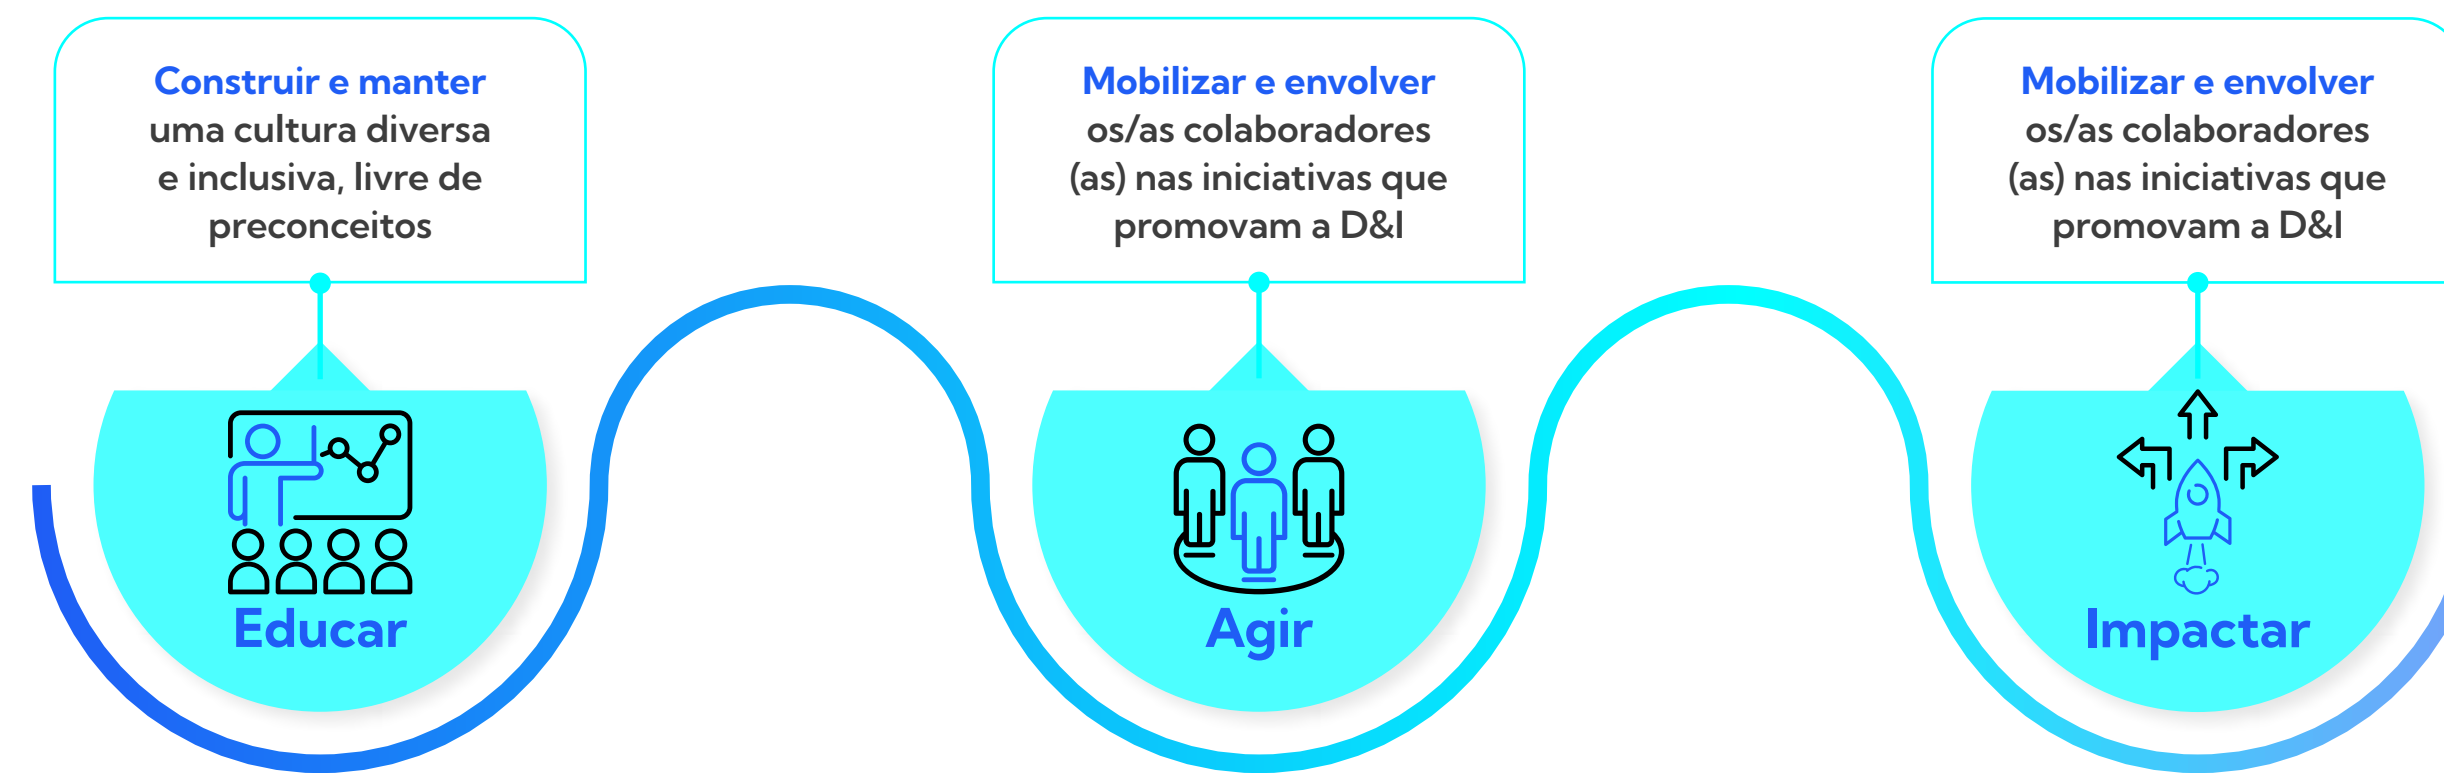 Construir e manter
uma cultura diversa
e inclusiva, livre de
preconceitos
Educar
Mobilizar e envolver
os/as colaboradores
(as) nas iniciativas que
promovam a D&I
Agir
Mobilizar e envolver
os/as colaboradores
(as) nas iniciativas que
promovam a D&I
Impactar